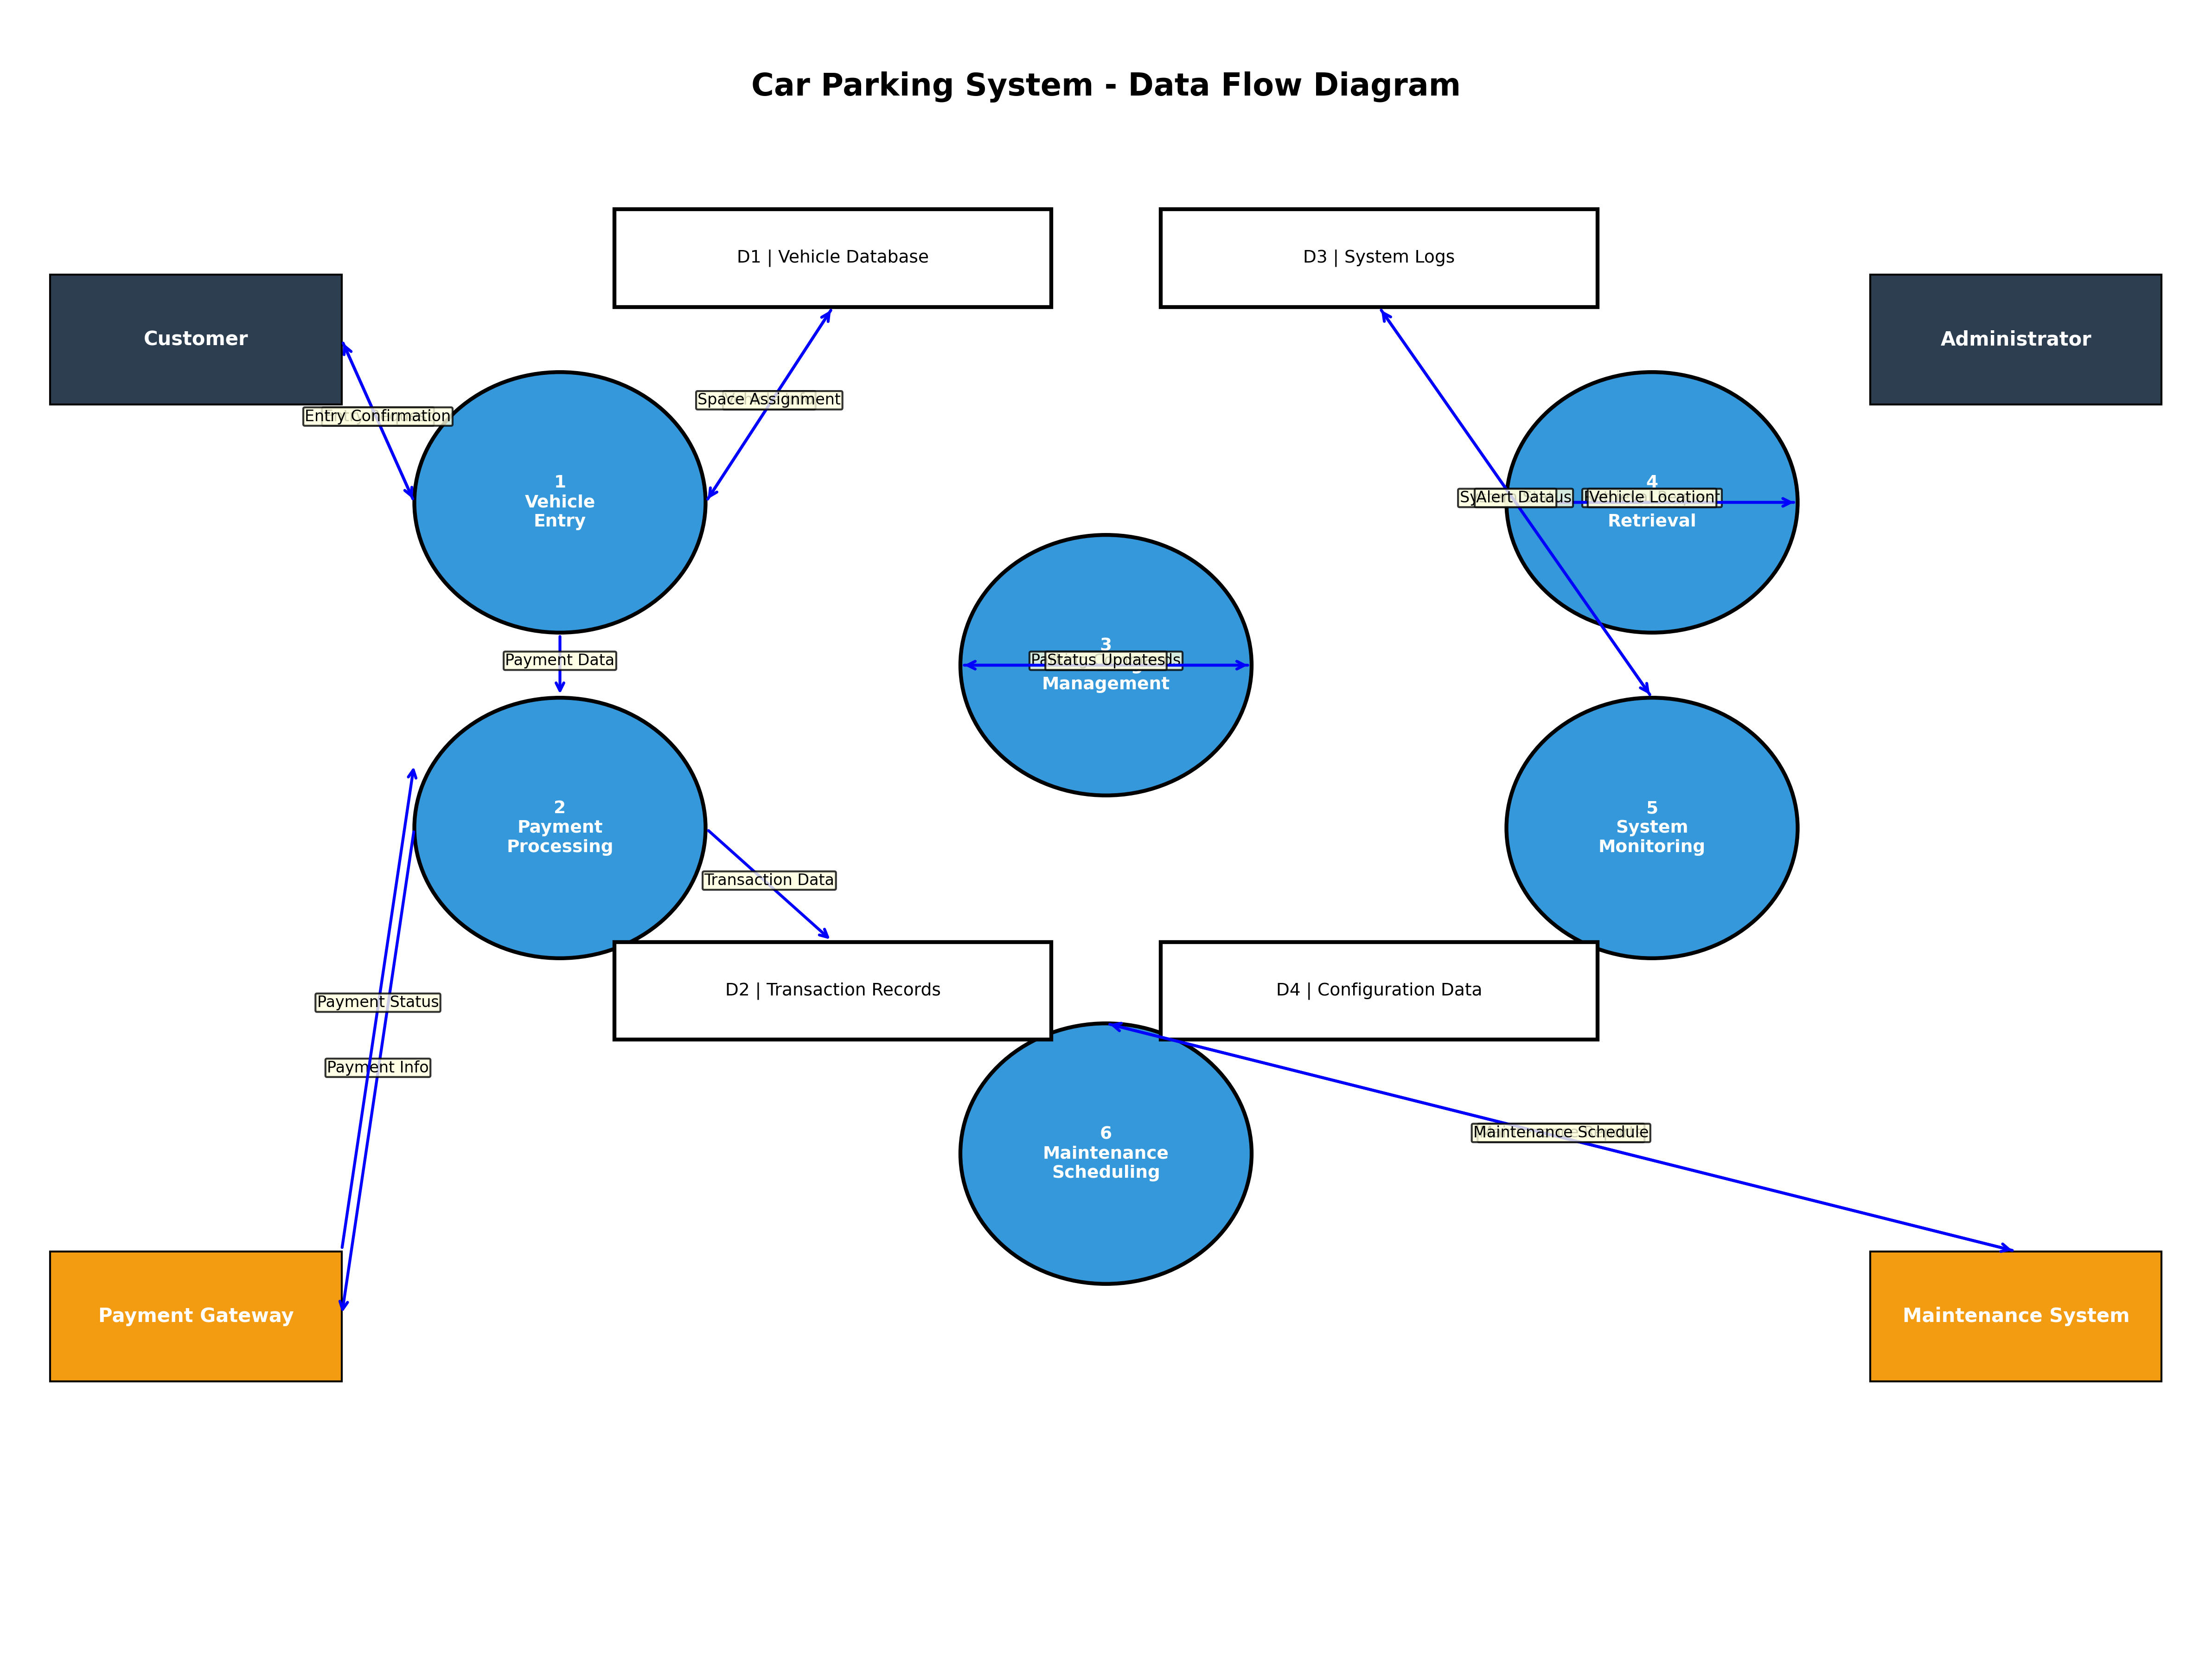 Car Parking System - Data Flow Diagram
D1 | Vehicle Database
D3 | System Logs
Customer
Administrator
Space Assignment
Entry Confirmation
1
Vehicle
Entry
4
Alert Data
Vehicle Location
Retrieval
3
Status Updates
Management
Payment Data
2
Payment
Processing
5
System
Monitoring
Transaction Data
D2 | Transaction Records
D4 | Configuration Data
Payment Status
Payment Info
6
Maintenance
Scheduling
Maintenance Schedule
Payment Gateway
Maintenance System